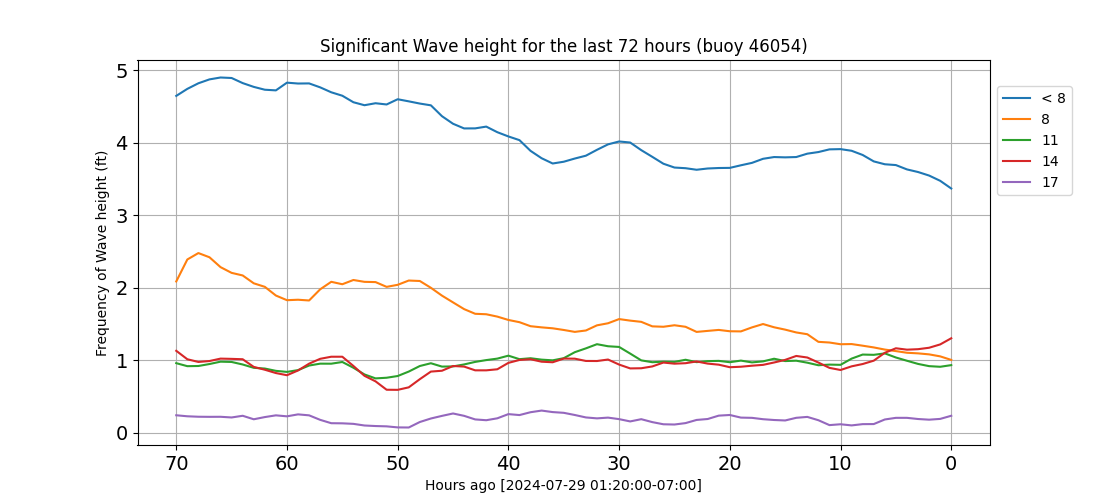 Significant Wave height for the last 72 hours (buoy 46054)
Frequency of Wave height (ft)
5
4
3
2
1
0
70 60 50 40 30 20 10 0
Hours ago [2024-07-29 01:20:00-07:00]
< 8
8
11
14
17